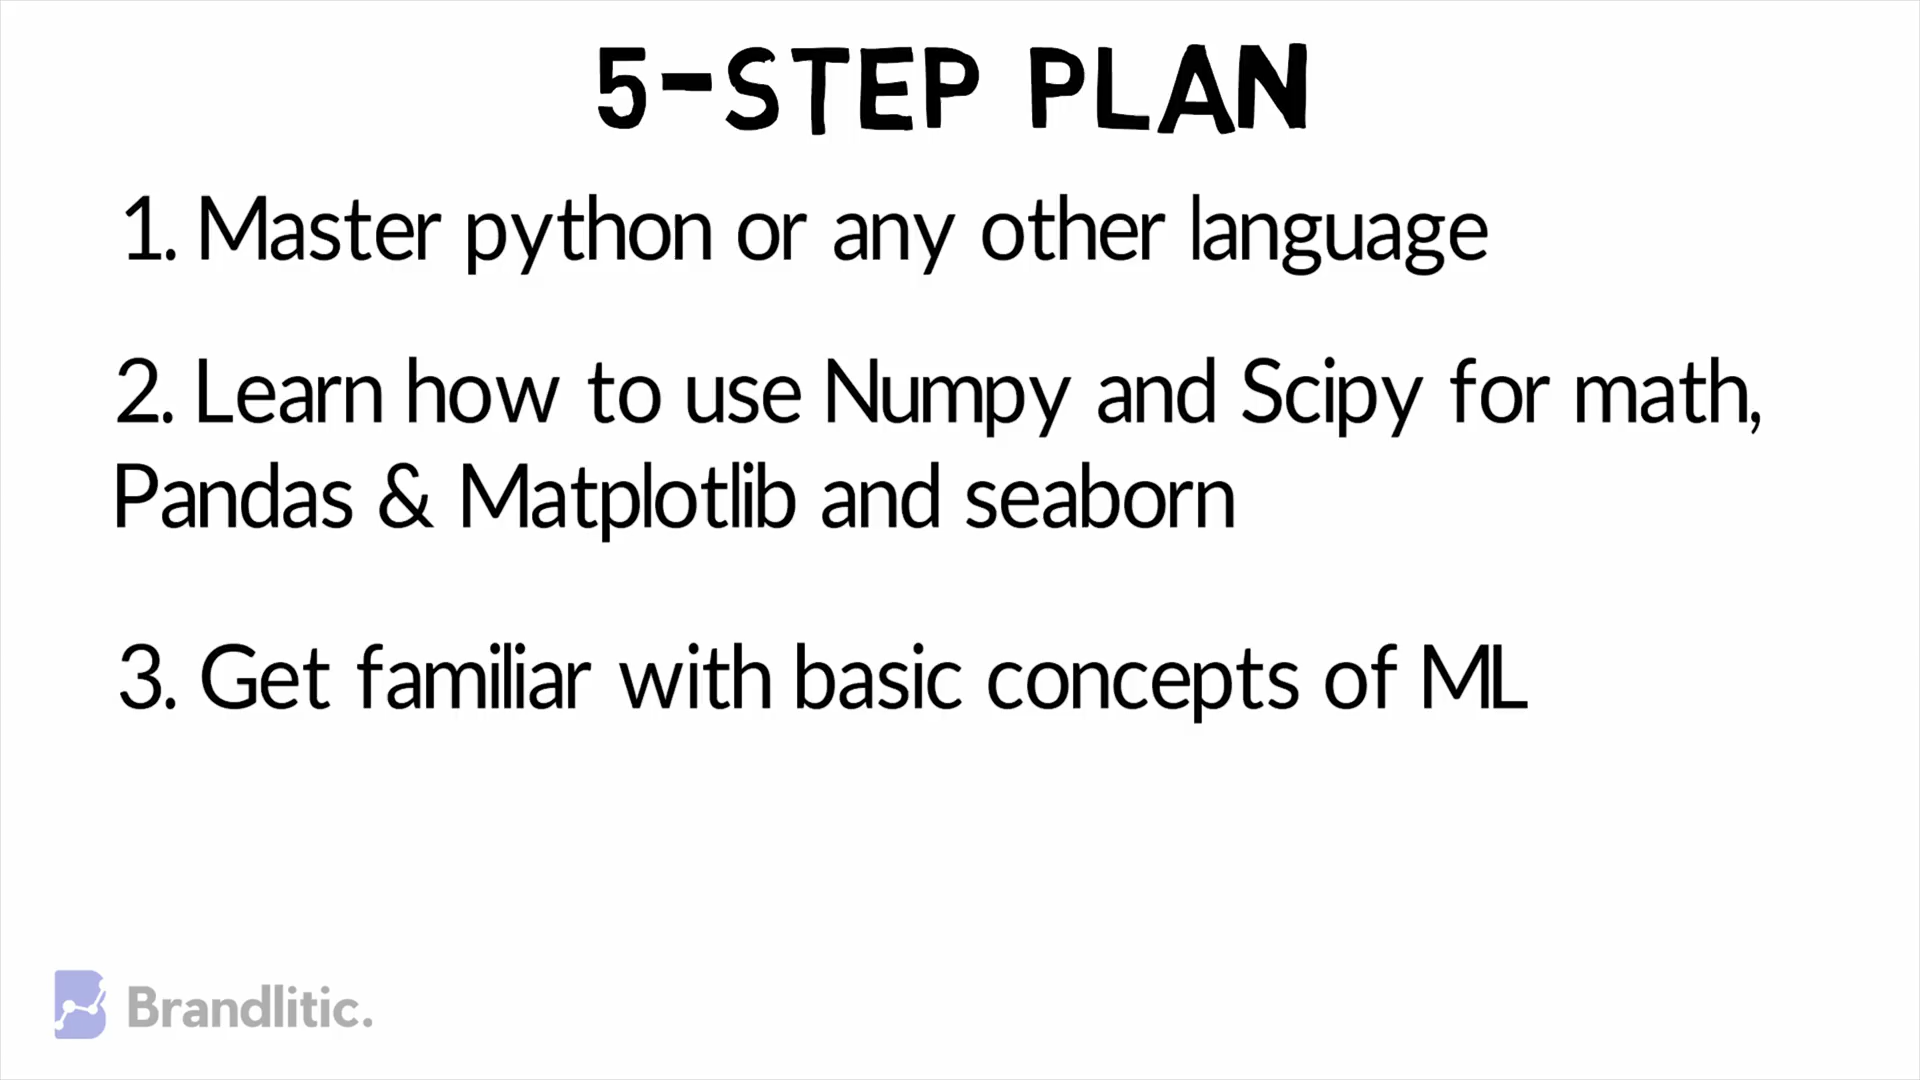 5-STEP PLAN
1. Master python or any other language
2. Learn how to use Numpy and Scipy for math,
Pandas & Matplotlib and seaborn
3. Get familiar with basic concepts of ML
Brandlitic.